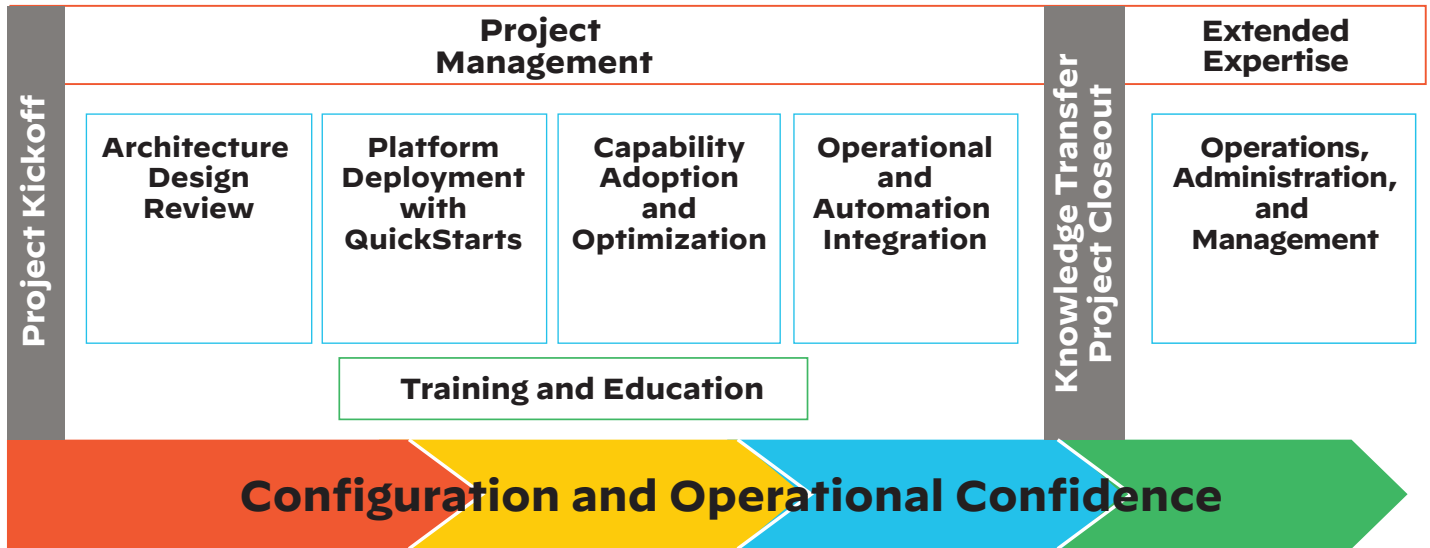 Project Kickoff
Project
Management
Architecture
Design
Review
Platform
Deployment
with
QuickStarts
Capability
Adoption
and
Optimization
Operational
and
Automation
Integration
Training and Education
Knowledge Transfer
Project Closeout
Extended
Expertise
Operations,
Administration,
and
Management
Configuration and Operational Confidence